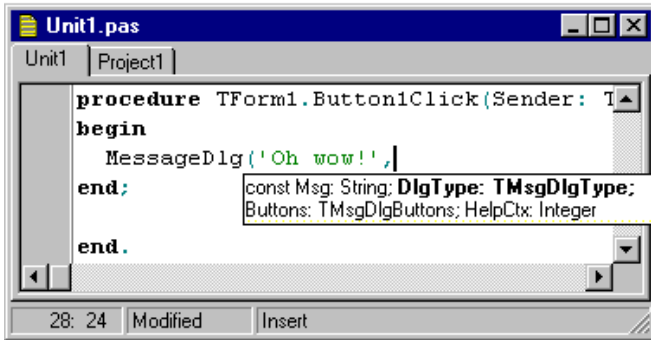 Unit1.pas
Unit1 Project1
procedure TForm1.Button1Click(Sender: T
begin
MessageDlg('Oh wow!',
end;
const Msg: String; DlgType: TMsgDlgType;
Buttons: TMsgDlgButtons; HelpCtx: Integer
end.
28: 24 Modified Insert